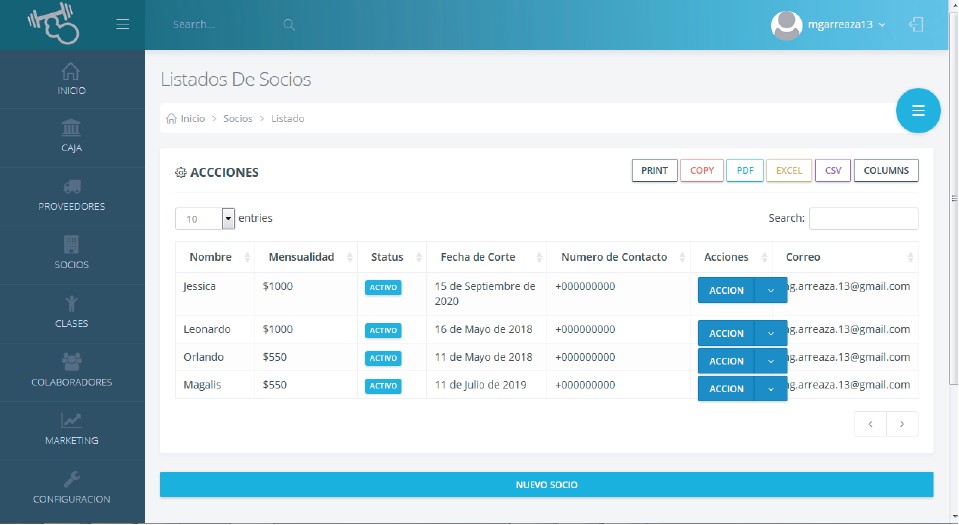 Search...
mgarreaza13
INICIO
CAJA
PROVEEDORES
SOCIOS
CLASES
COLABORADORES
MARKETING
CONFIGURACION
Listados De Socios
Inicio > Socios > Listado
ACCCIONES
PRINT COPY PDF EXCEL CSV COLUMNS
10 entries Search:
Nombre Mensualidad Status Fecha de Corte Numero de Contacto Acciones Correo
Jessica $1000 ACTIVO 15 de Septiembre de +000000000 ACCION ng.arreaza.13@gmail.com
2020
Leonardo $1000 ACTIVO 16 de Mayo de 2018 +000000000 ACCION ng.arreaza.13@gmail.com
Orlando $550 ACTIVO 11 de Mayo de 2018 +000000000 ACCION ng.arreaza.13@gmail.com
Magalis $550 ACTIVO 11 de Julio de 2019 +000000000 ACCION ng.arreaza.13@gmail.com
‹ ›
NUEVO SOCIO